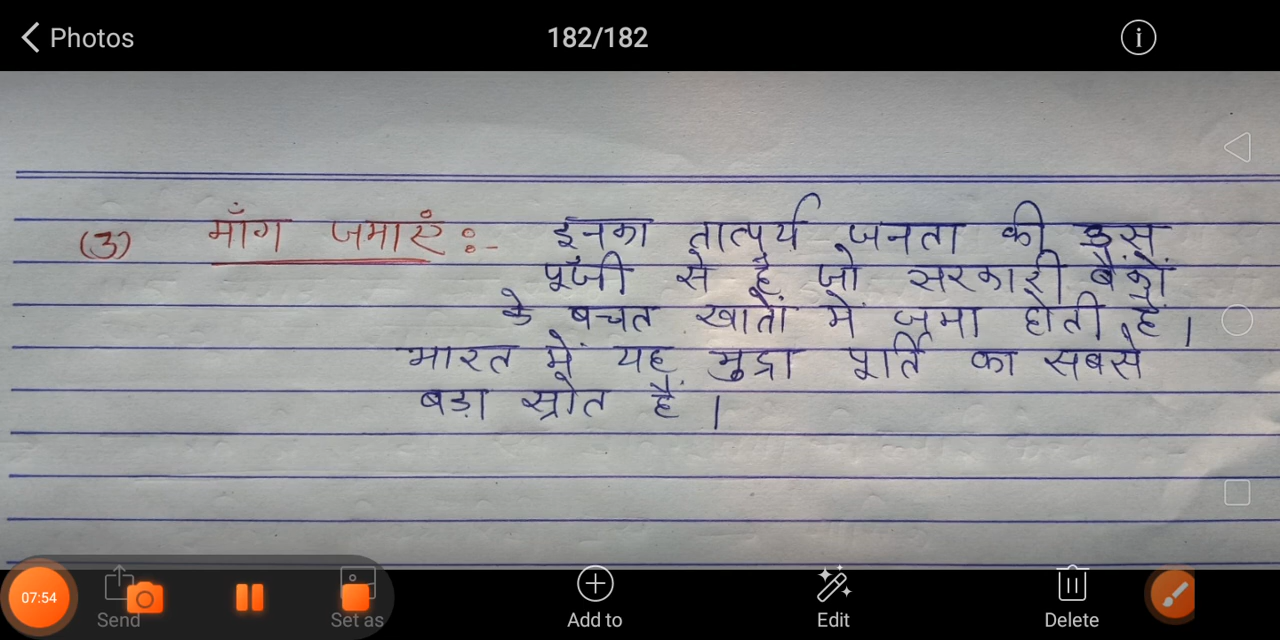 Photos
182/182
(3) माँग जमाएं :- इनका तात्पर्य जनता की उस
पूँजी से है जो सरकारी बैंकों
के बचत खातों में जमा होती हैं।
भारत में यह मुद्रा पूर्ति का सबसे
बड़ा स्रोत है।
07:54
Send
Set as
Add to
Edit
Delete